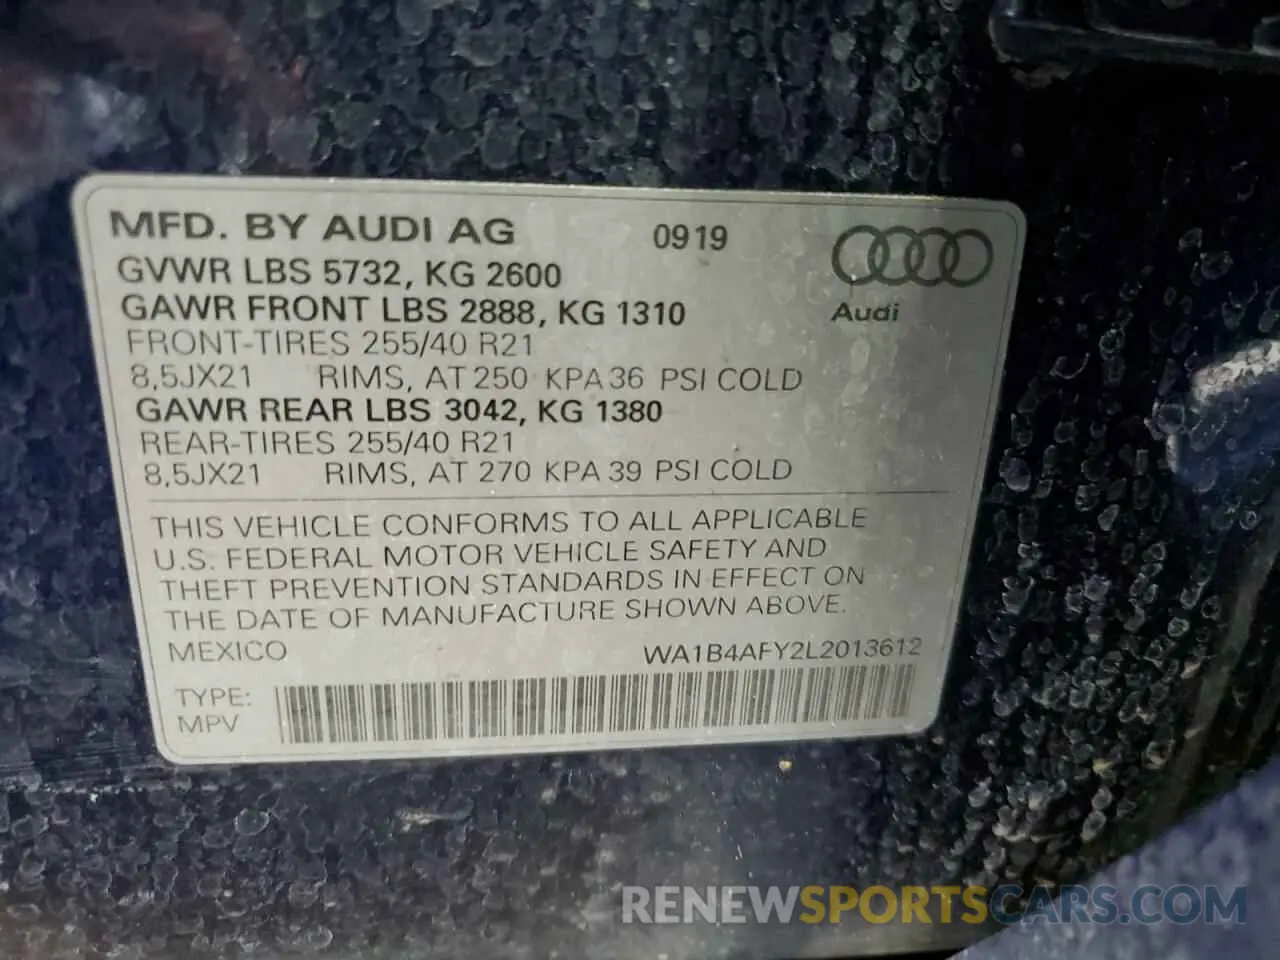 MFD. BY AUDI AG 0919
GVWR LBS 5732, KG 2600
GAWR FRONT LBS 2888, KG 1310
Audi
FRONT-TIRES 255/40 R21
8,5JX21 RIMS, AT 250 KPA 36 PSI COLD
GAWR REAR LBS 3042, KG 1380
REAR-TIRES 255/40 R21
8,5JX21 RIMS, AT 270 KPA 39 PSI COLD
THIS VEHICLE CONFORMS TO ALL APPLICABLE
U.S. FEDERAL MOTOR VEHICLE SAFETY AND
THEFT PREVENTION STANDARDS IN EFFECT ON
THE DATE OF MANUFACTURE SHOWN ABOVE.
MEXICO WA1B4AFY2L2013612
TYPE:
MPV
RENEWSPORTSCARS.COM